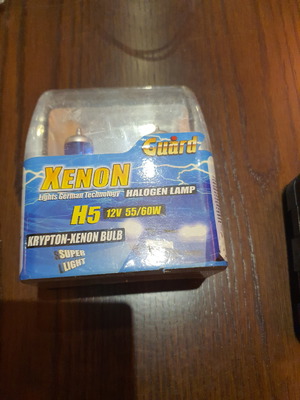 Guard
XENON
Lights German Technology
HALOGEN LAMP
H5 12V 55/60W
KRYPTON-XENON BULB
SUPER
LIGHT